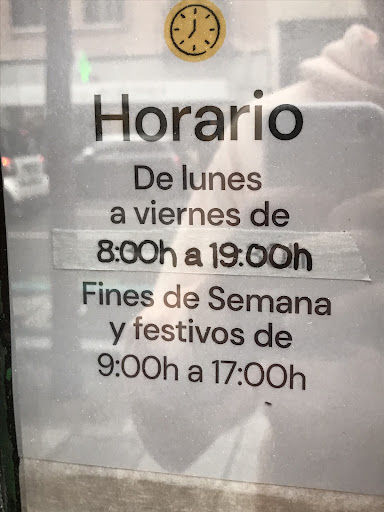 Horario
De lunes
a viernes de
8:00h a 19:00h
Fines de Semana
y festivos de
9:00h a 17:00h